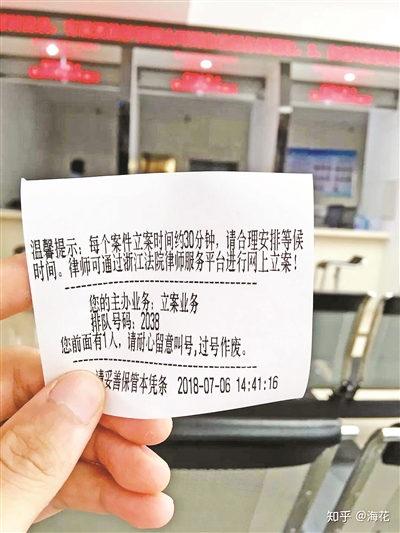 温馨提示：每个案件立案时间约30分钟，请合理安排等候
时间。律师可通过浙江法院律师服务平台进行网上立案！
您的主办业务：立案业务
排队号码：2038
您前面有1人，请耐心留意叫号，过号作废。
请妥善保管本凭条 2018-07-06 14:41:16
知乎 @海花